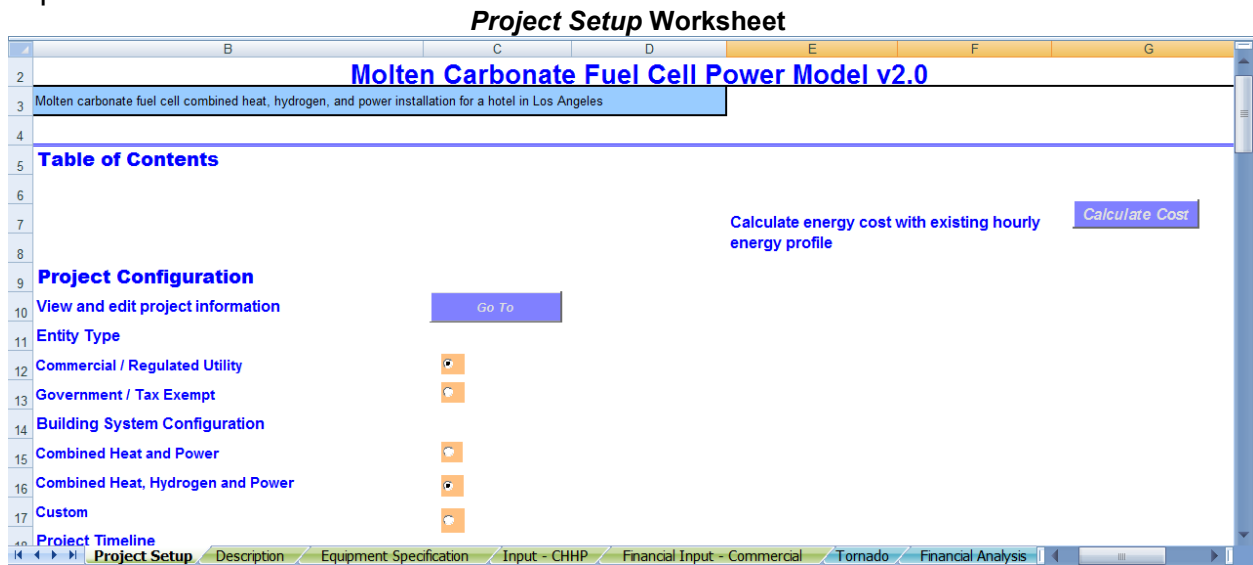 Project Setup Worksheet
B C D E F G
2 Molten Carbonate Fuel Cell Power Model v2.0
3 Molten carbonate fuel cell combined heat, hydrogen, and power installation for a hotel in Los Angeles
4
5 Table of Contents
6
7 Calculate energy cost with existing hourly Calculate Cost
8 energy profile
9 Project Configuration
10 View and edit project information Go To
11 Entity Type
12 Commercial / Regulated Utility
13 Government / Tax Exempt
14 Building System Configuration
15 Combined Heat and Power
16 Combined Heat, Hydrogen and Power
17 Custom
Project Timeline
Project Setup Description Equipment Specification Input - CHHP Financial Input - Commercial Tornado Financial Analysis